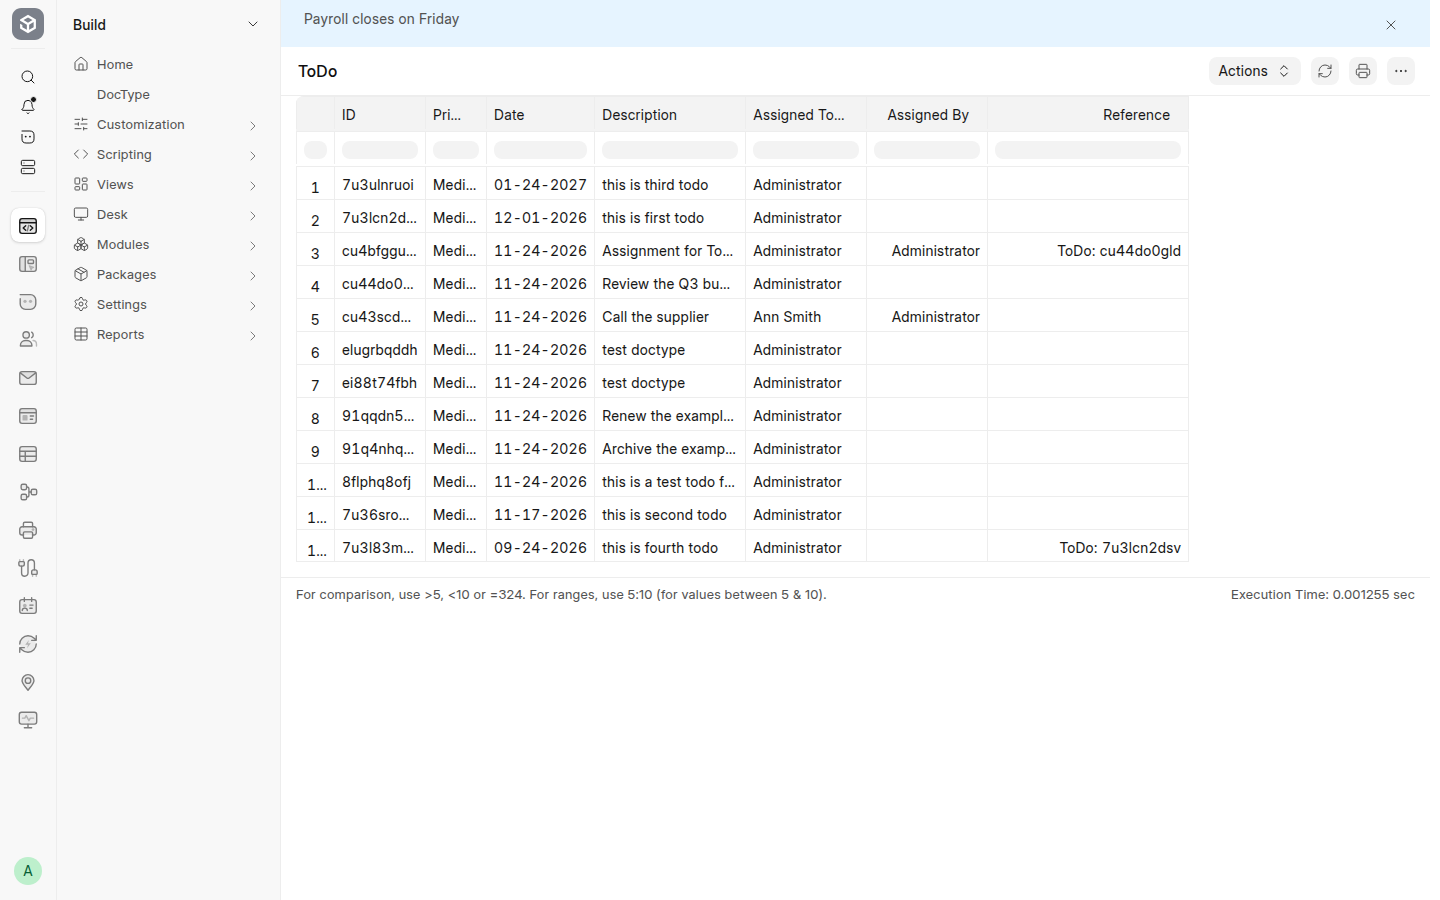 Payroll closes on Friday
Build
Home
DocType
Customization
Scripting
Views
Desk
Modules
Packages
Settings
Reports
A
ToDo
Actions
ID Pri... Date Description Assigned To... Assigned By Reference
1 7u3ulnruoi Medi... 01-24-2027 this is third todo Administrator
2 7u3lcn2d... Medi... 12-01-2026 this is first todo Administrator
3 cu4bfggu... Medi... 11-24-2026 Assignment for To... Administrator Administrator ToDo: cu44do0gld
4 cu44do0... Medi... 11-24-2026 Review the Q3 bu... Administrator
5 cu43scd... Medi... 11-24-2026 Call the supplier Ann Smith Administrator
6 elugrbqddh Medi... 11-24-2026 test doctype Administrator
7 ei88t74fbh Medi... 11-24-2026 test doctype Administrator
8 91qqdn5... Medi... 11-24-2026 Renew the exampl... Administrator
9 91q4nhq... Medi... 11-24-2026 Archive the examp... Administrator
1... 8flphq8ofj Medi... 11-24-2026 this is a test todo f... Administrator
1... 7u36sro... Medi... 11-17-2026 this is second todo Administrator
1... 7u3l83m... Medi... 09-24-2026 this is fourth todo Administrator ToDo: 7u3lcn2dsv
For comparison, use >5, <10 or =324. For ranges, use 5:10 (for values between 5 & 10).
Execution Time: 0.001255 sec